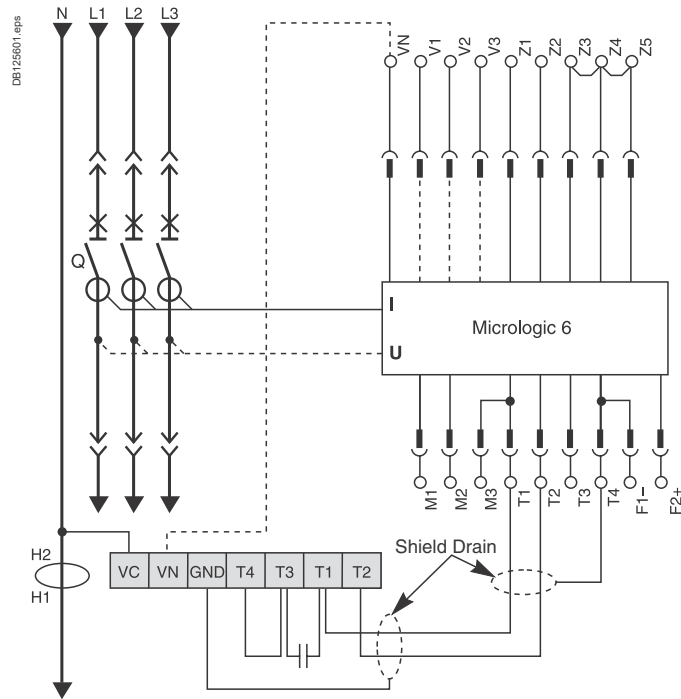 DB125601.eps
N L1 L2 L3
VN V1 V2 V3 Z1 Z2 Z3 Z4 Z5
Q
I
Micrologic 6
U
M1 M2 M3 T1 T2 T3 T4 F1- F2+
Shield Drain
H2
H1
VC VN GND T4 T3 T1 T2